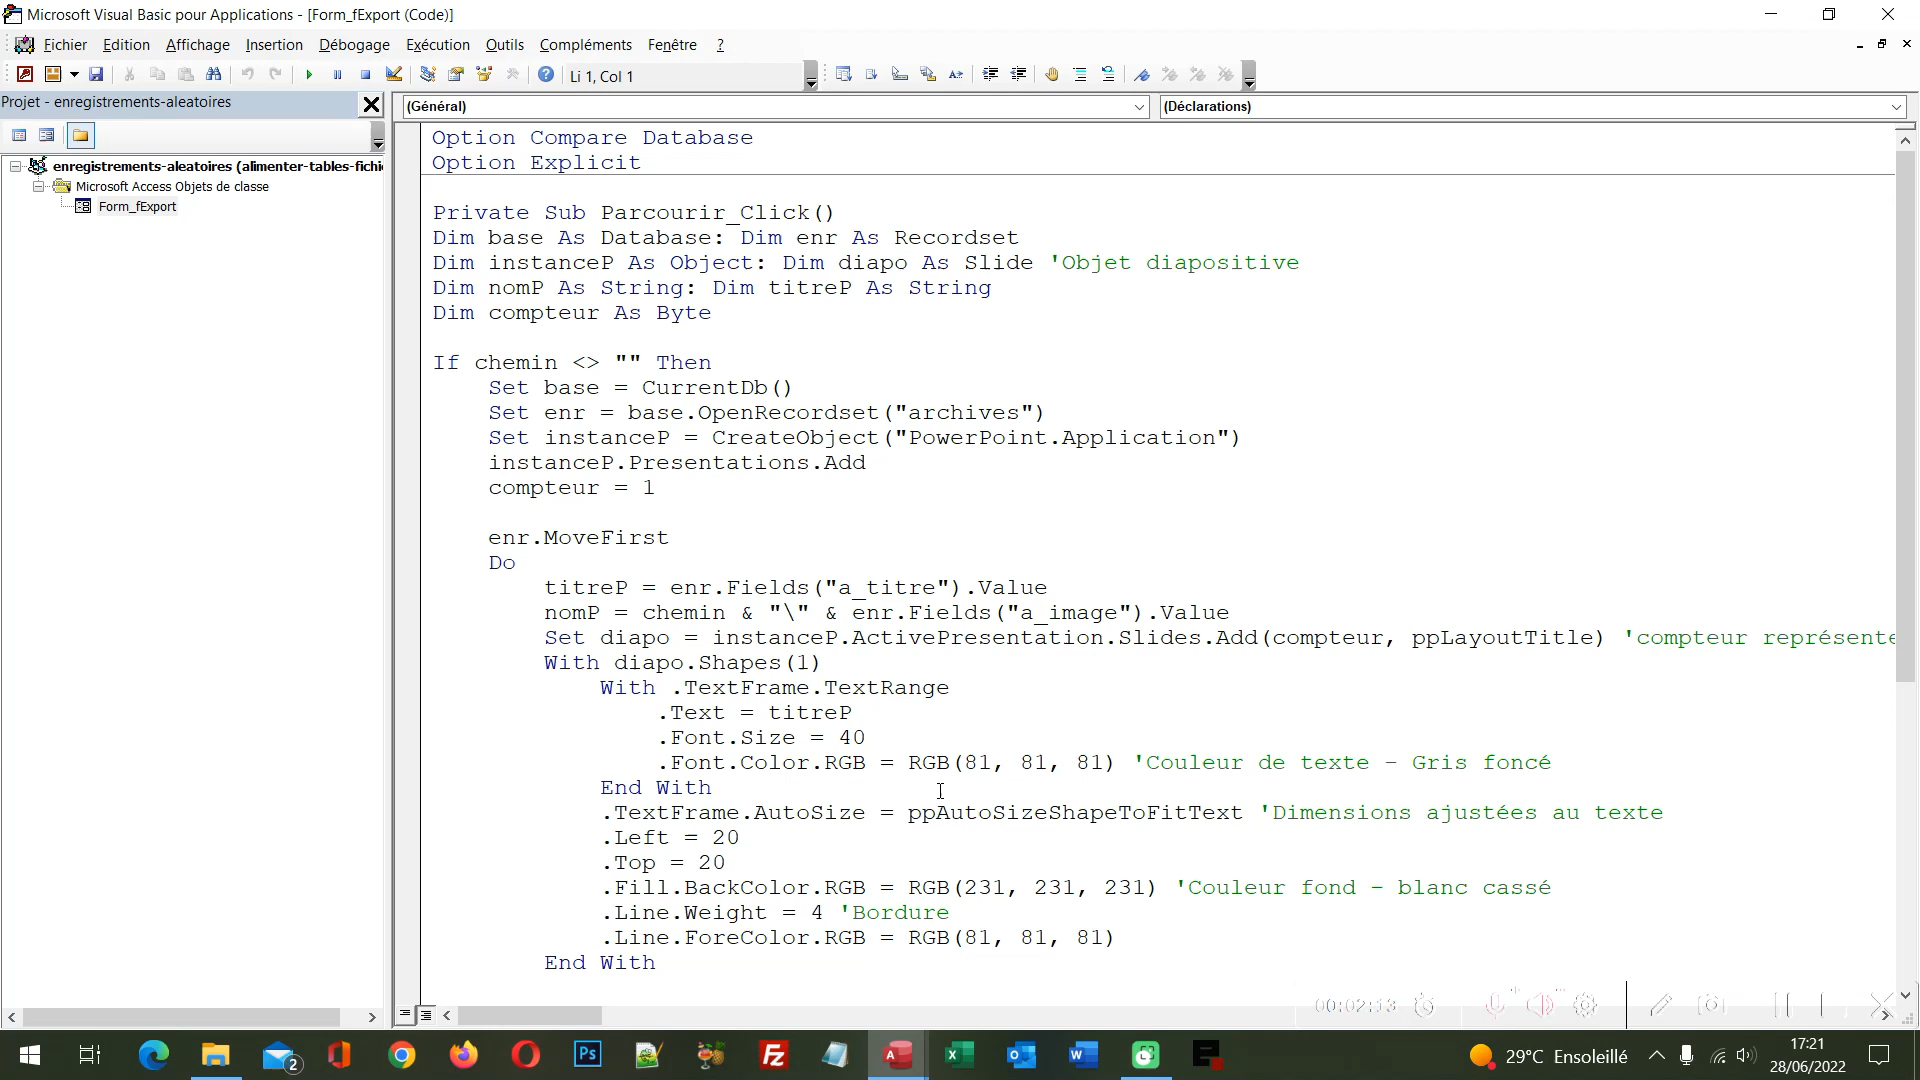 Microsoft Visual Basic pour Applications - [Form_fExport (Code)]
Fichier Edition Affichage Insertion Format Débogage Exécution Outils Compléments Fenêtre ?
Li 1, Col 1
Projet - enregistrements-aleatoires
(Général) (Déclarations)
enregistrements-aleatoires (alimenter-tables-fichi
Microsoft Access Objets de classe
Form_fExport
Option Compare Database
Option Explicit
Private Sub Parcourir_Click()
Dim base As Database: Dim enr As Recordset
Dim instanceP As Object: Dim diapo As Slide 'Objet diapositive
Dim nomP As String: Dim titreP As String
Dim compteur As Byte
If chemin <> "" Then
Set base = CurrentDb()
Set enr = base.OpenRecordset("archives")
Set instanceP = CreateObject("PowerPoint.Application")
instanceP.Presentations.Add
compteur = 1
enr.MoveFirst
Do
titreP = enr.Fields("a_titre").Value
nomP = chemin & "\" & enr.Fields("a_image").Value
Set diapo = instanceP.ActivePresentation.Slides.Add(compteur, ppLayoutTitle) 'compteur représente
With diapo.Shapes(1)
With .TextFrame.TextRange
.Text = titreP
.Font.Size = 40
.Font.Color.RGB = RGB(81, 81, 81) 'Couleur de texte - Gris foncé
End With
.TextFrame.AutoSize = ppAutoSizeShapeToFitText 'Dimensions ajustées au texte
.Left = 20
.Top = 20
.Fill.BackColor.RGB = RGB(231, 231, 231) 'Couleur fond - blanc cassé
.Line.Weight = 4 'Bordure
.Line.ForeColor.RGB = RGB(81, 81, 81)
End With
00:02:13
2
Ps
Fz
29°C Ensoleillé
17:21
28/06/2022